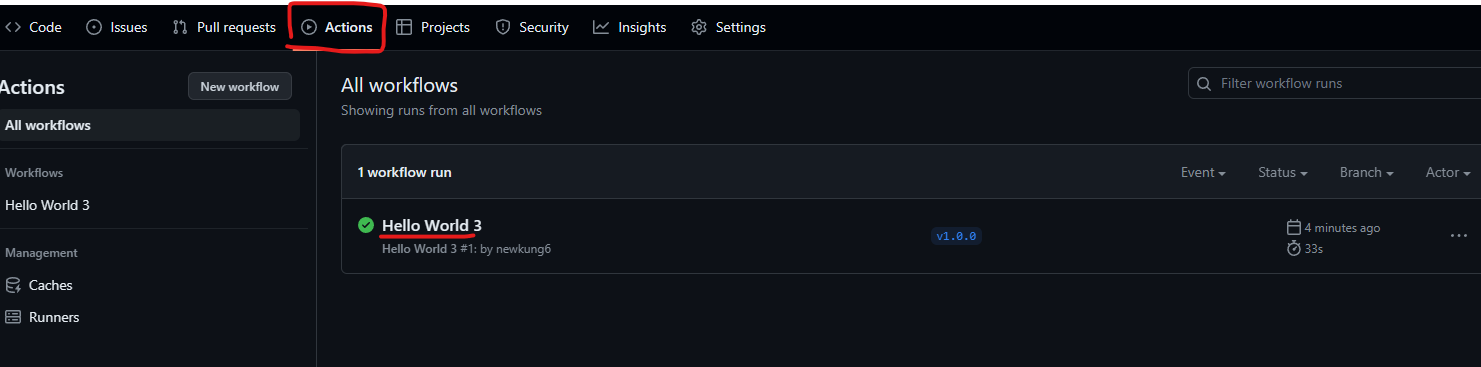 Code Issues Pull requests Actions Projects Security Insights Settings
Actions New workflow
All workflows
Workflows
Hello World 3
Management
Caches
Runners
All workflows
Showing runs from all workflows
Filter workflow runs
1 workflow run Event Status Branch Actor
Hello World 3
Hello World 3 #1: by newkung6
v1.0.0
4 minutes ago
33s